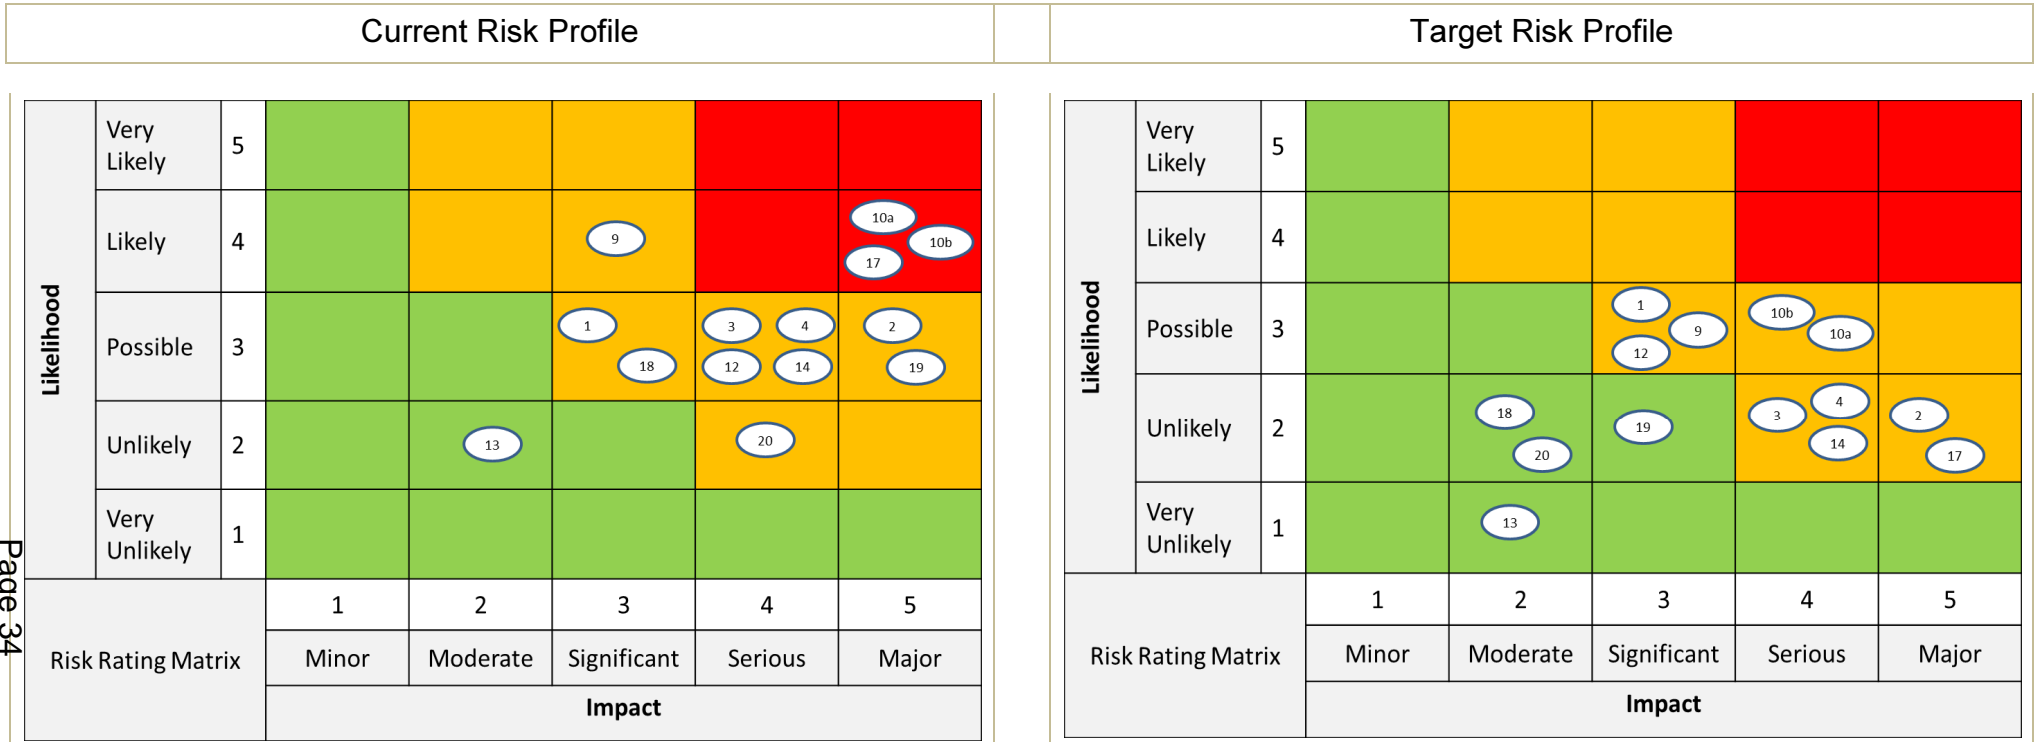 Current Risk Profile
Target Risk Profile
Likelihood
Very
Likely
5
Likely
4
9
10a
10b
17
Possible
3
1
18
3
4
12
14
2
19
Unlikely
2
13
20
Very
Unlikely
1
Risk Rating Matrix
1
2
3
4
5
Minor
Moderate
Significant
Serious
Major
Impact
Likelihood
Very
Likely
5
Likely
4
Possible
3
1
9
12
10b
10a
Unlikely
2
18
20
19
3
4
14
2
17
Very
Unlikely
1
13
Risk Rating Matrix
1
2
3
4
5
Minor
Moderate
Significant
Serious
Major
Impact
Page 34